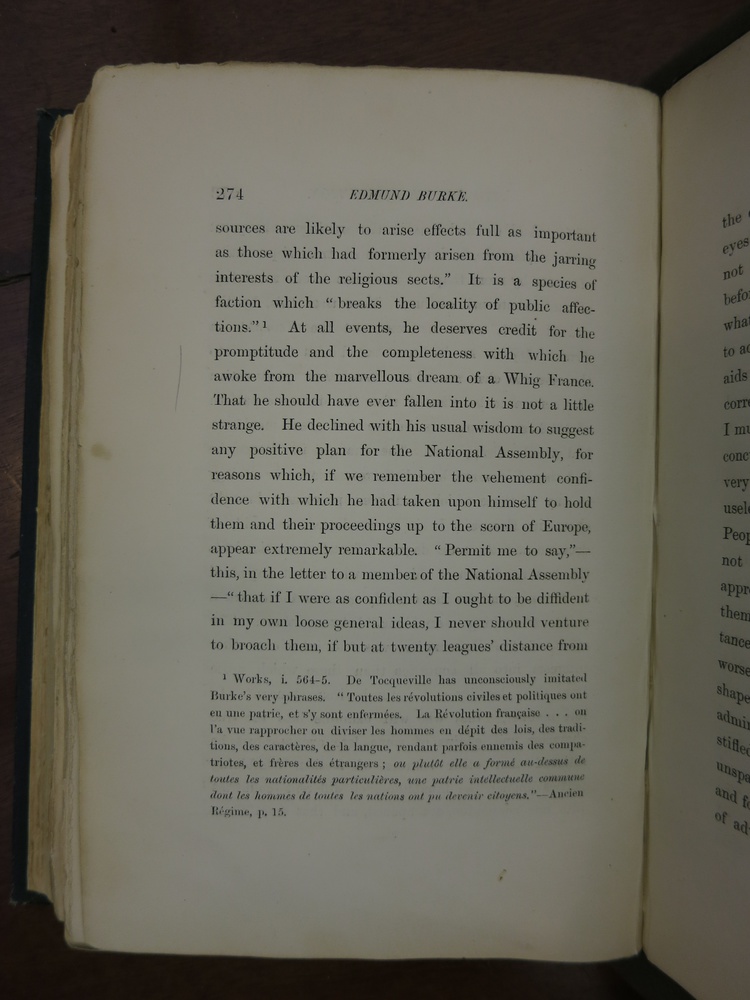 274 EDMUND BURKE.
sources are likely to arise effects full as important
as those which had formerly arisen from the jarring
interests of the religious sects.” It is a species of
faction which “breaks the locality of public affec-
tions.” ¹ At all events, he deserves credit for the
promptitude and the completeness with which he
awoke from the marvellous dream of a Whig France.
That he should have ever fallen into it is not a little
strange. He declined with his usual wisdom to suggest
any positive plan for the National Assembly, for
reasons which, if we remember the vehement confi-
dence with which he had taken upon himself to hold
them and their proceedings up to the scorn of Europe,
appear extremely remarkable. “Permit me to say,”—
this, in the letter to a member of the National Assembly
—“that if I were as confident as I ought to be diffident
in my own loose general ideas, I never should venture
to broach them, if but at twenty leagues’ distance from
¹ Works, i. 564-5. De Tocqueville has unconsciously imitated
Burke’s very phrases. “Toutes les révolutions civiles et politiques ont
eu une patrie, et s’y sont enfermées. La Révolution française . . . on
l’a vue rapprocher ou diviser les hommes en dépit des lois, des tradi-
tions, des caractères, de la langue, rendant parfois ennemis des compa-
triotes, et frères des étrangers ; ou plutôt elle a formé au-dessus de
toutes les nationalités particulières, une patrie intellectuelle commune
dont les hommes de toutes les nations ont pu devenir citoyens.”—Ancien
Régime, p. 15.
the
eyes
not
befo
what
to ac
aids
corre
I mu
conc
very
usel
Peop
not
appr
them
tance
worse
shape
admi
stifled
unspa
and f
of ad